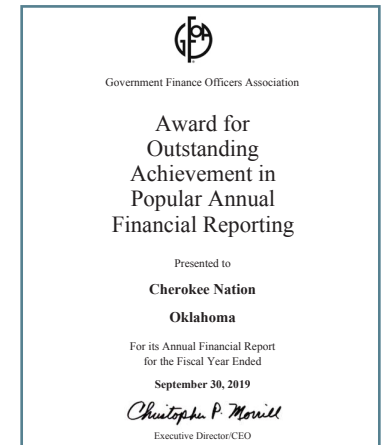 GFOA
Government Finance Officers Association
Award for
Outstanding
Achievement in
Popular Annual
Financial Reporting
Presented to
Cherokee Nation
Oklahoma
For its Annual Financial Report
for the Fiscal Year Ended
September 30, 2019
Christopher P. Morrill
Executive Director/CEO